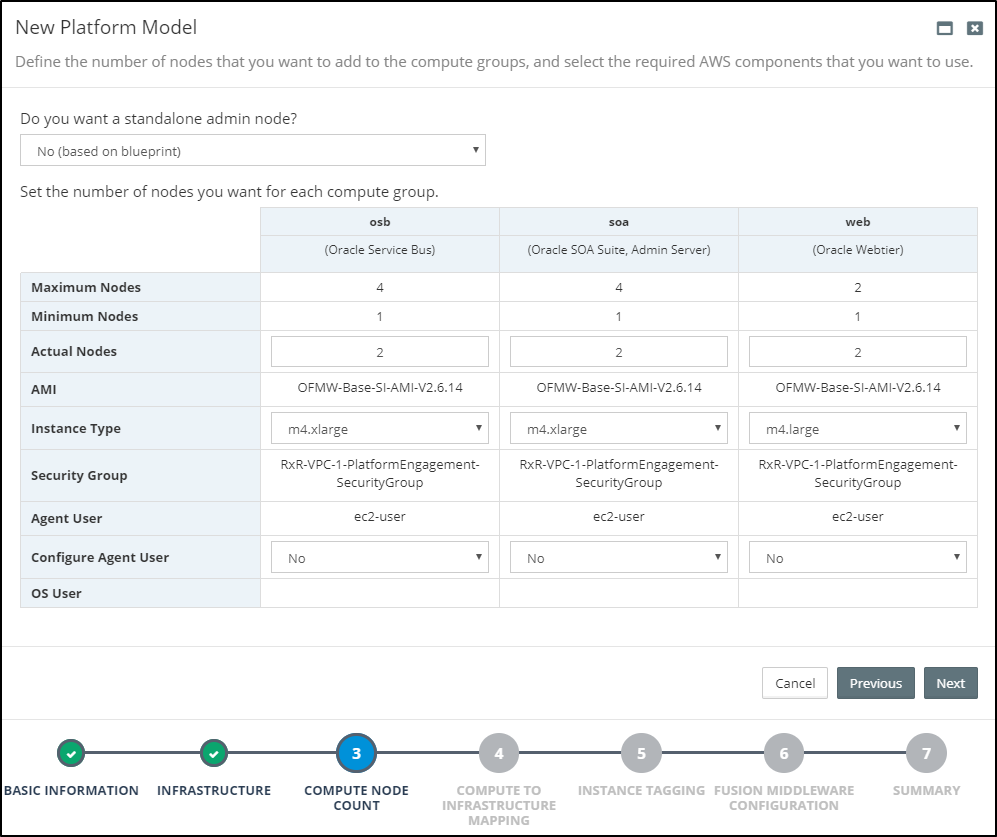 New Platform Model
Define the number of nodes that you want to add to the compute groups, and select the required AWS components that you want to use.
Do you want a standalone admin node?
No (based on blueprint)
Set the number of nodes you want for each compute group.
osb soa web
(Oracle Service Bus) (Oracle SOA Suite, Admin Server) (Oracle Webtier)
Maximum Nodes 4 4 2
Minimum Nodes 1 1 1
Actual Nodes 2 2 2
AMI OFMW-Base-SI-AMI-V2.6.14 OFMW-Base-SI-AMI-V2.6.14 OFMW-Base-SI-AMI-V2.6.14
Instance Type m4.xlarge m4.xlarge m4.large
Security Group RxR-VPC-1-PlatformEngagement- RxR-VPC-1-PlatformEngagement- RxR-VPC-1-PlatformEngagement-
SecurityGroup SecurityGroup SecurityGroup
Agent User ec2-user ec2-user ec2-user
Configure Agent User No No No
OS User
Cancel Previous Next
3 4 5 6 7
BASIC INFORMATION INFRASTRUCTURE COMPUTE NODE COMPUTE TO INSTANCE TAGGING FUSION MIDDLEWARE SUMMARY
COUNT INFRASTRUCTURE CONFIGURATION
MAPPING